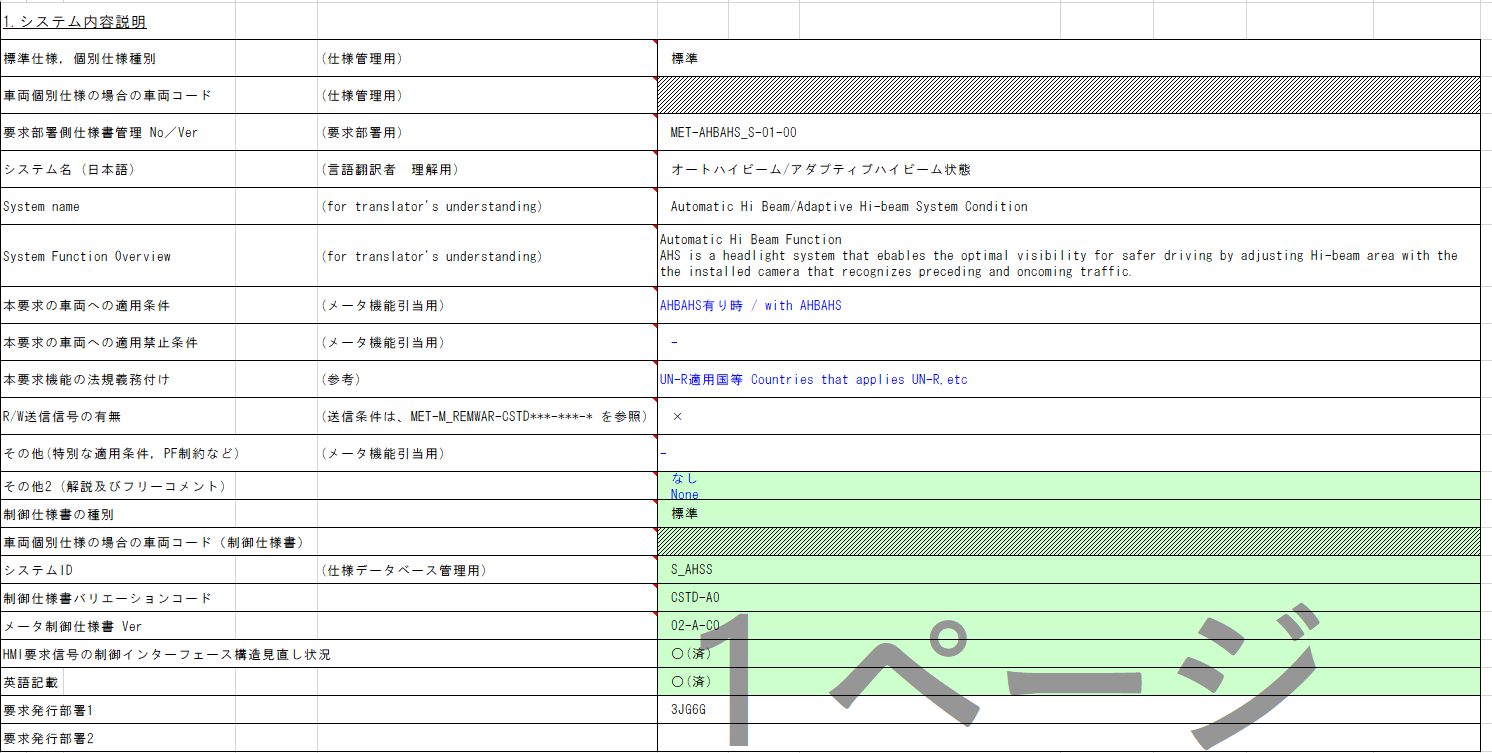 1. システム内容説明
標準仕様, 個別仕様種別 (仕様管理用) 標準
車両個別仕様の場合の車両コード (仕様管理用)
要求部署側仕様書管理 No／Ver (要求部署用) MET-AHBAHS_S-01-00
システム名 (日本語) (言語翻訳者　理解用) オートハイビーム/アダプティブハイビーム状態
System name (for translator's understanding) Automatic Hi Beam/Adaptive Hi-beam System Condition
System Function Overview (for translator's understanding) Automatic Hi Beam Function
AHS is a headlight system that ebables the optimal visibility for safer driving by adjusting Hi-beam area with the
the installed camera that recognizes preceding and oncoming traffic.
本要求の車両への適用条件 (メータ機能引当用) AHBAHS有り時 / with AHBAHS
本要求の車両への適用禁止条件 (メータ機能引当用) -
本要求機能の法規義務付け (参考) UN-R適用国等 Countries that applies UN-R,etc
R/W送信信号の有無 (送信条件は、MET-M_REMWAR-CSTD***-***-* を参照) ×
その他(特別な適用条件, PF制約など) (メータ機能引当用) -
その他2 (解説及びフリーコメント) なし
None
制御仕様書の種別 標準
車両個別仕様の場合の車両コード (制御仕様書)
システムID (仕様データベース管理用) S_AHSS
制御仕様書バリエーションコード CSTD-A0
メータ制御仕様書 Ver 02-A-C0
HMI要求信号の制御インターフェース構造見直し状況 ○(済)
英語記載 ○(済)
要求発行部署1 3JG6G
要求発行部署2
1 ページ